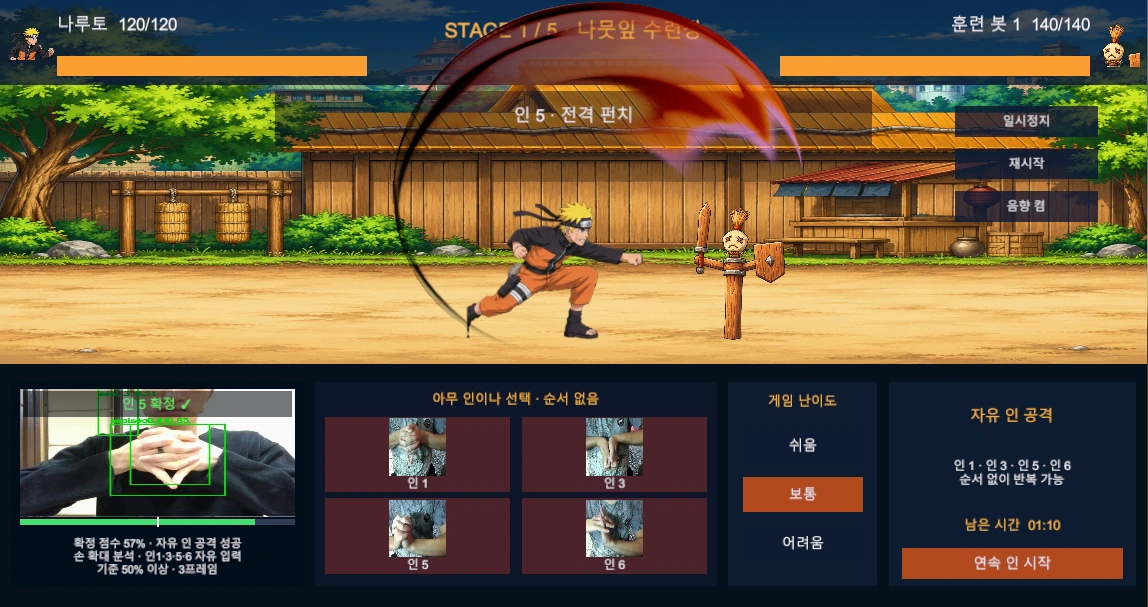 나루토 120/120
STAGE 1 / 5 · 나뭇잎 수련장
훈련 봇 1 140/140
인 5 · 전격 펀치
일시정지
재시작
음향 켬
인 5 확정 ✓
확정 점수 57% · 자유 인 공격 성공
손 확대 분석 · 인1·3·5·6 자유 입력
기준 50% 이상 · 3프레임
아무 인이나 선택 · 순서 없음
인 1
인 3
인 5
인 6
게임 난이도
쉬움
보통
어려움
자유 인 공격
인 1 · 인 3 · 인 5 · 인 6
순서 없이 반복 가능
남은 시간 01:10
연속 인 시작